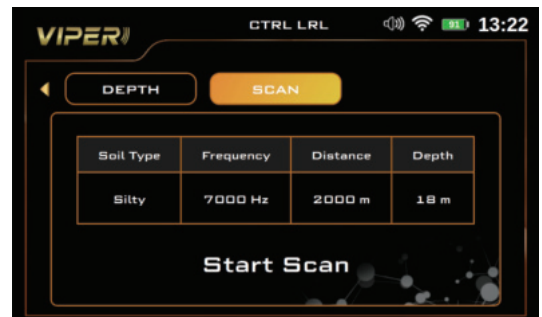 VIPER
CTRL LRL
91
13:22
DEPTH
SCAN
Soil Type Frequency Distance Depth
Silty 7000 Hz 2000 m 18 m
Start Scan